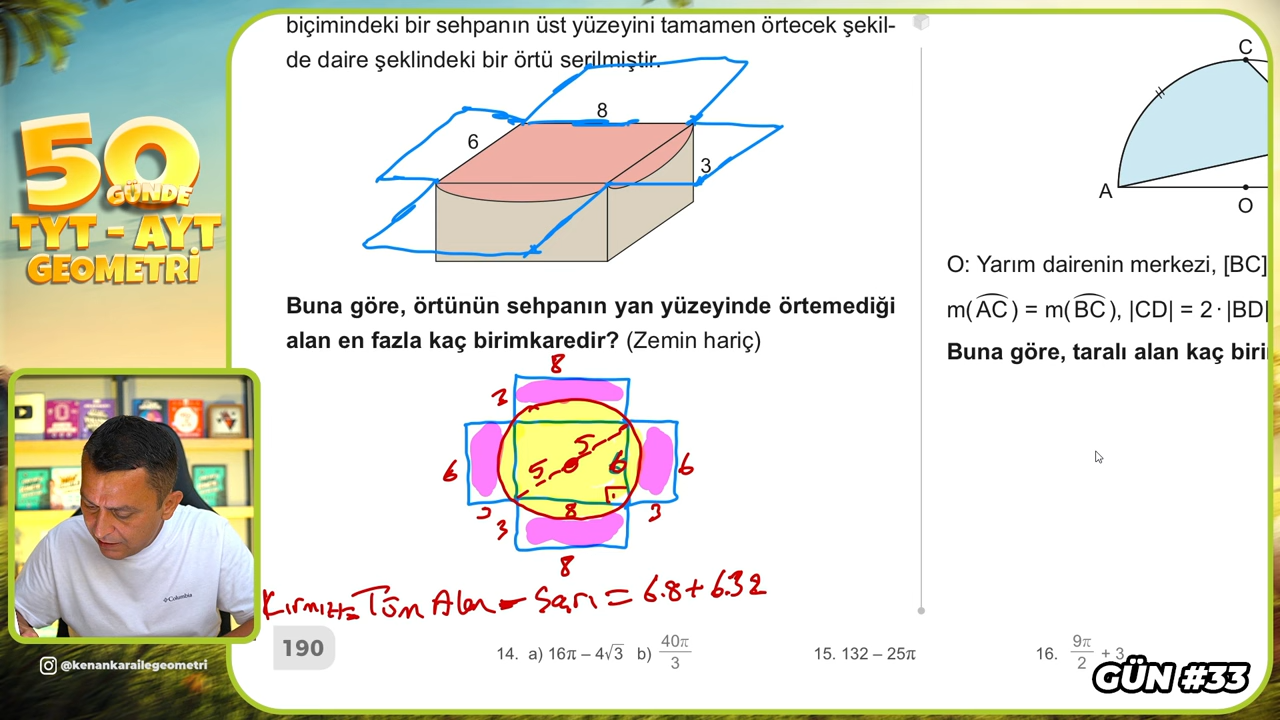 50
GÜNDE
TYT - AYT
GEOMETRİ
biçimindeki bir sehpanın üst yüzeyini tamamen örtecek şekil-
de daire şeklindeki bir örtü serilmiştir.
8
6
3
Buna göre, örtünün sehpanın yan yüzeyinde örtemediği
alan en fazla kaç birimkaredir? (Zemin hariç)
8
3
5
5
6
6
6
8
3
3
8
Tüm Alan - Sarı = 6.8+6.32
190
14. a) 16π – 4√3 b) 40π/3
15. 132 – 25π
16. 9π/2 + 3
C
A
O
O: Yarım dairenin merkezi, [BC]
m(AC) = m(BC), |CD| = 2·|BD|
Buna göre, taralı alan kaç biri
Columbia
@kenankarailegeometri
GÜN #33